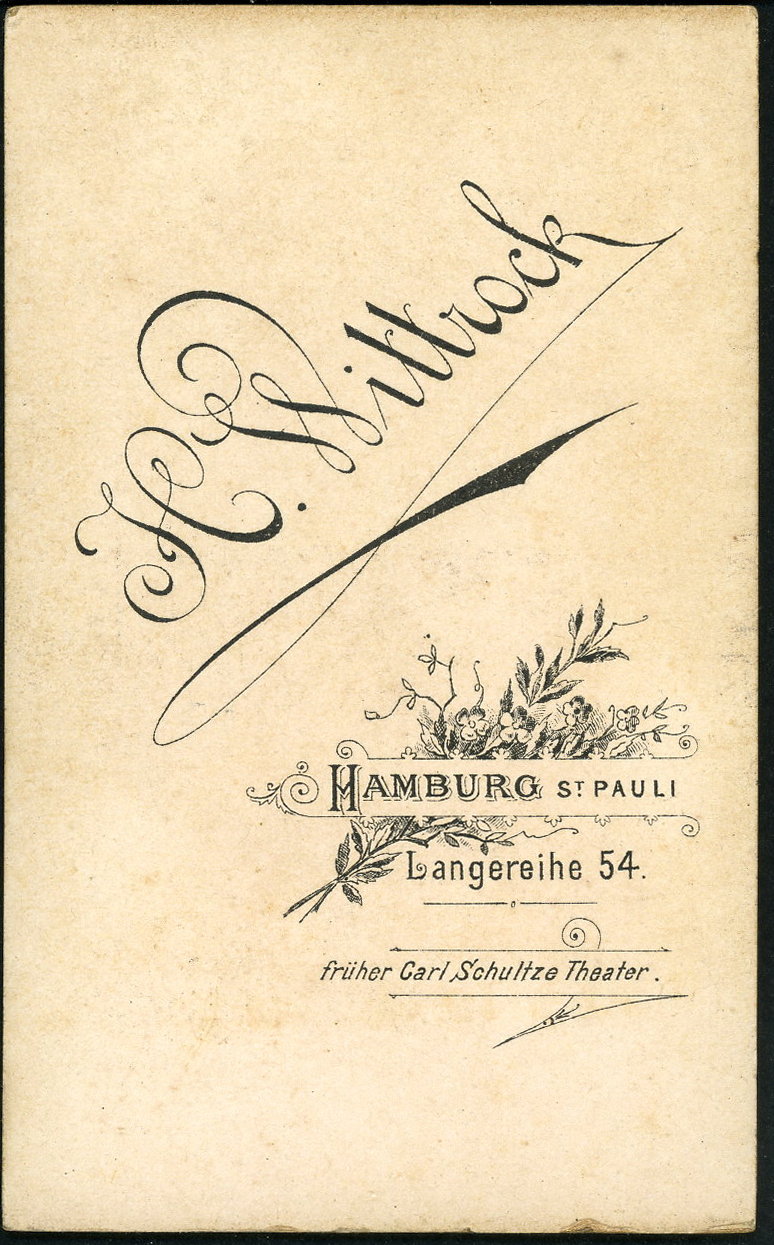 H. Wittrock
HAMBURG ST PAULI
Langereihe 54.
früher Carl Schultze Theater.